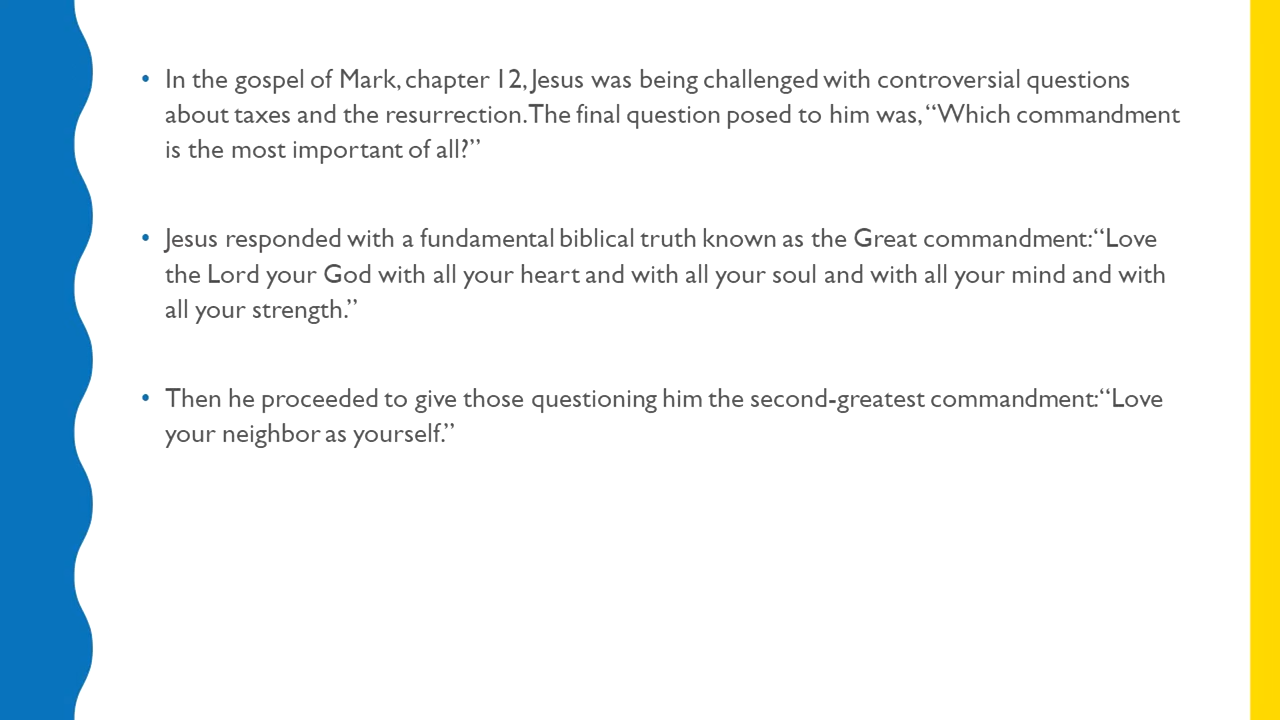 • In the gospel of Mark, chapter 12, Jesus was being challenged with controversial questions
about taxes and the resurrection. The final question posed to him was, “Which commandment
is the most important of all?”
• Jesus responded with a fundamental biblical truth known as the Great commandment: “Love
the Lord your God with all your heart and with all your soul and with all your mind and with
all your strength.”
• Then he proceeded to give those questioning him the second-greatest commandment: “Love
your neighbor as yourself.”